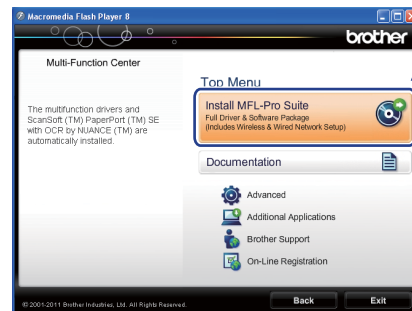 Macromedia Flash Player 8
brother
Multi-Function Center
The multifunction drivers and
ScanSoft (TM) PaperPort (TM) SE
with OCR by NUANCE (TM) are
automatically installed.
Top Menu
Install MFL-Pro Suite
Full Driver & Software Package
(Includes Wireless & Wired Network Setup)
Documentation
Advanced
Additional Applications
Brother Support
On-Line Registration
© 2001-2011 Brother Industries, Ltd. All Rights Reserved.
Back
Exit